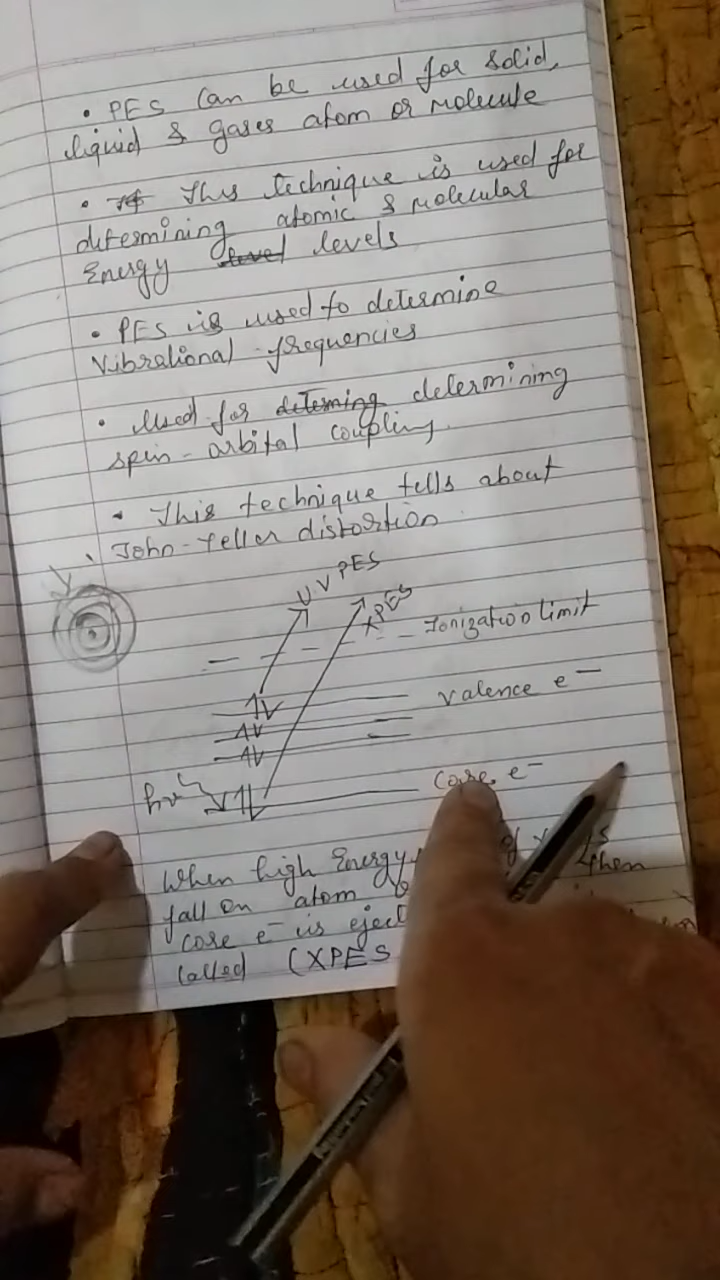 • PES Can be used for solid,
liquid & gases atom or molecule
• This technique is used for
determining atomic & molecular
Energy level levels
• PES is used to determine
Vibrational frequencies
• Used for determing determining
spin-orbital coupling.
• This technique tells about
John-Teller distortion
UVPES
XPES
Ionization limit
Valence e-
hv
Core e-
When high Energy of
fall on atom then
core e- is
Called (XPES